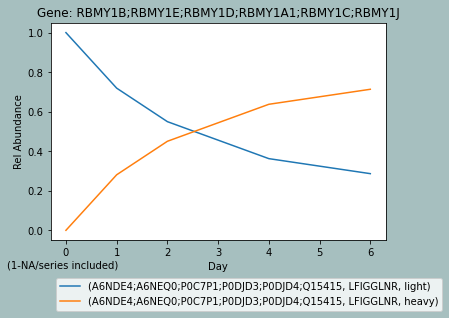 Gene: RBMY1B;RBMY1E;RBMY1D;RBMY1A1;RBMY1C;RBMY1J
1.0
0.8
0.6
0.4
0.2
0.0
Rel Abundance
0 1 2 3 4 5 6
(1-NA/series included)
Day
(A6NDE4;A6NEQ0;P0C7P1;P0DJD3;P0DJD4;Q15415, LFIGGLNR, light)
(A6NDE4;A6NEQ0;P0C7P1;P0DJD3;P0DJD4;Q15415, LFIGGLNR, heavy)